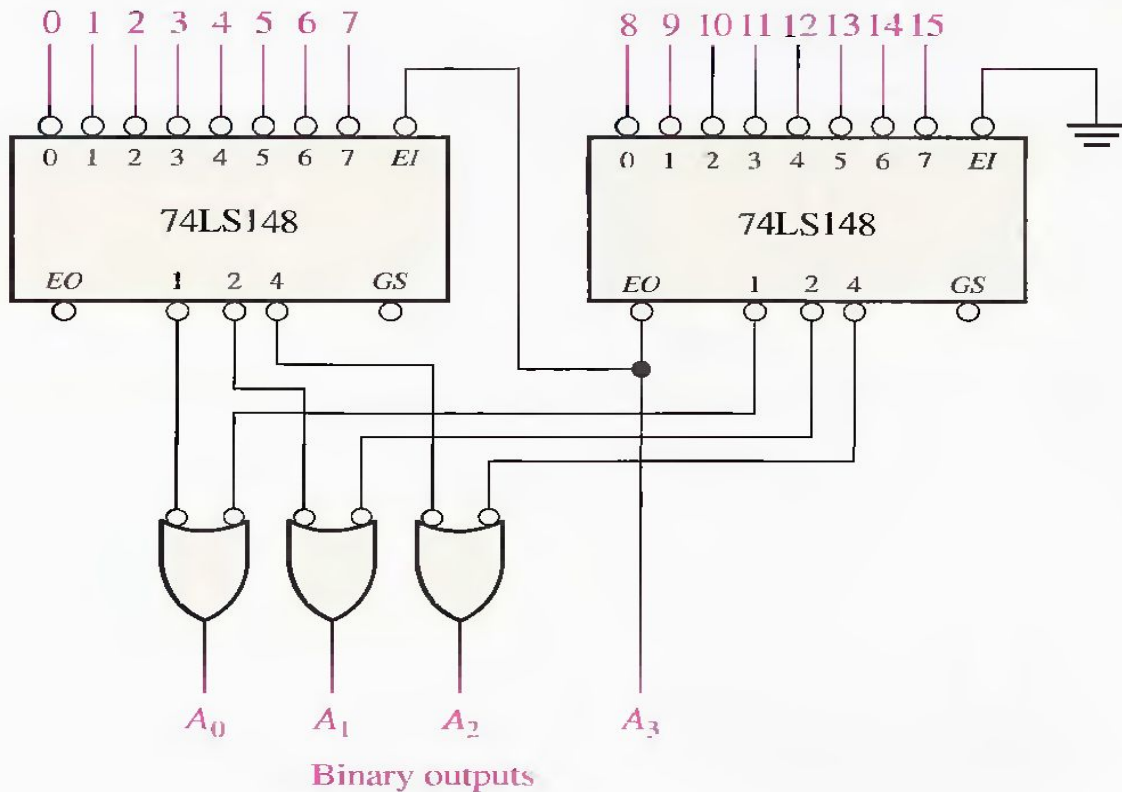 0 1 2 3 4 5 6 7 8 9 10 11 12 13 14 15
0 1 2 3 4 5 6 7 EI 0 1 2 3 4 5 6 7 EI
74LS148 74LS148
EO 1 2 4 GS EO 1 2 4 GS
A0 A1 A2 A3
Binary outputs